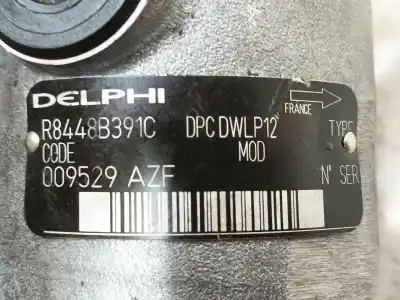 DELPHI
FRANCE
R8448B391C DPC DWLP12 TYPE
CODE MOD
009529 AZF N° SER